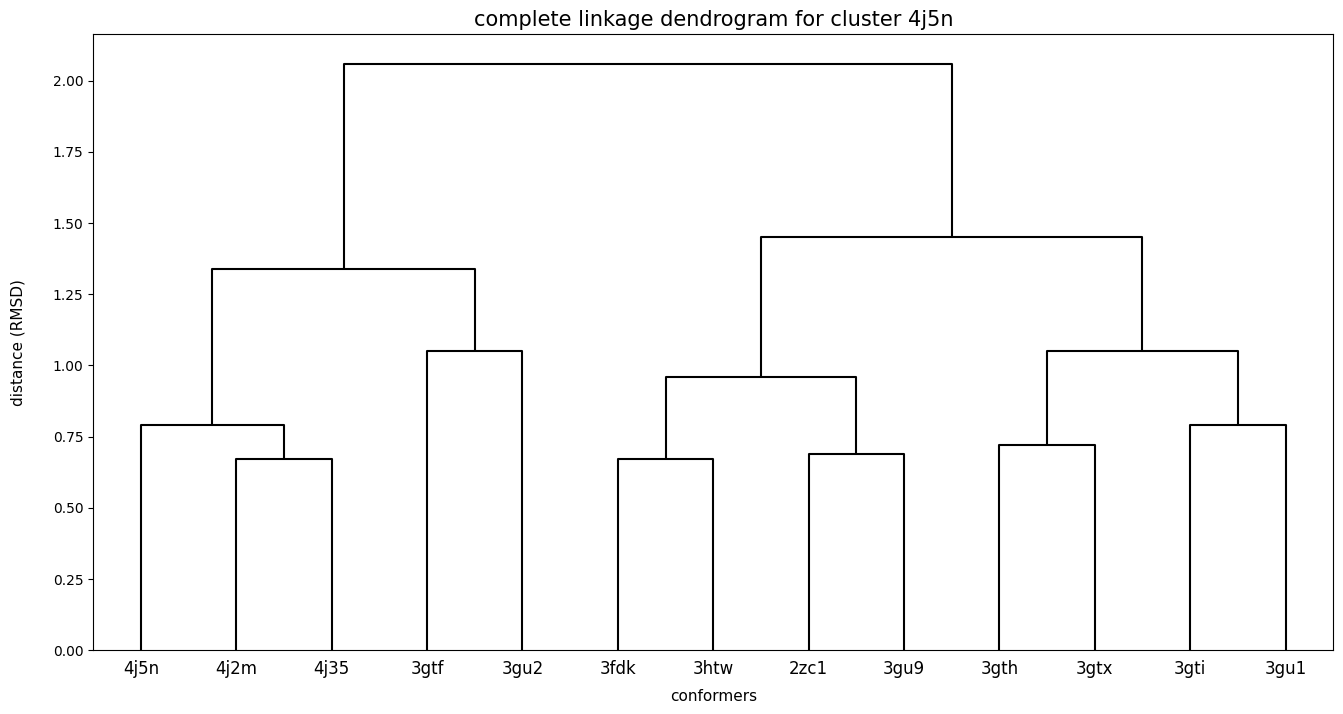 complete linkage dendrogram for cluster 4j5n
2.00
1.75
1.50
1.25
1.00
0.75
0.50
0.25
0.00
distance (RMSD)
4j5n 4j2m 4j35 3gtf 3gu2 3fdk 3htw 2zc1 3gu9 3gth 3gtx 3gti 3gu1
conformers